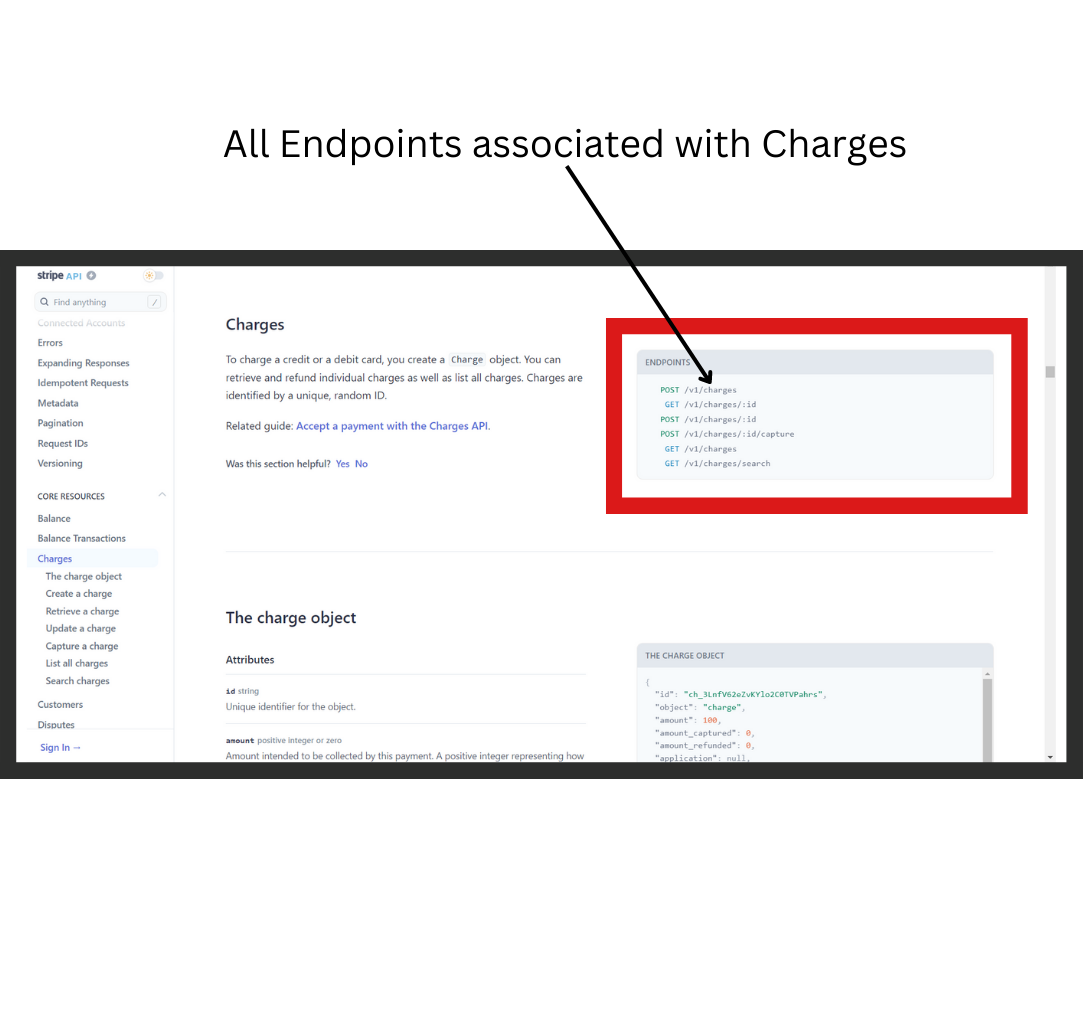 All Endpoints associated with Charges
stripe API
Find anything /
Connected Accounts
Errors
Expanding Responses
Idempotent Requests
Metadata
Pagination
Request IDs
Versioning
CORE RESOURCES
Balance
Balance Transactions
Charges
The charge object
Create a charge
Retrieve a charge
Update a charge
Capture a charge
List all charges
Search charges
Customers
Disputes
Sign In →
Charges
To charge a credit or a debit card, you create a Charge object. You can
retrieve and refund individual charges as well as list all charges. Charges are
identified by a unique, random ID.
Related guide: Accept a payment with the Charges API.
Was this section helpful? Yes No
ENDPOINTS
POST /v1/charges
GET /v1/charges/:id
POST /v1/charges/:id
POST /v1/charges/:id/capture
GET /v1/charges
GET /v1/charges/search
The charge object
Attributes
id string
Unique identifier for the object.
amount positive integer or zero
Amount intended to be collected by this payment. A positive integer representing how
THE CHARGE OBJECT
{
"id": "ch_3LnfV62eZvKYlo2C0TVPahrs",
"object": "charge",
"amount": 100,
"amount_captured": 0,
"amount_refunded": 0,
"application": null,